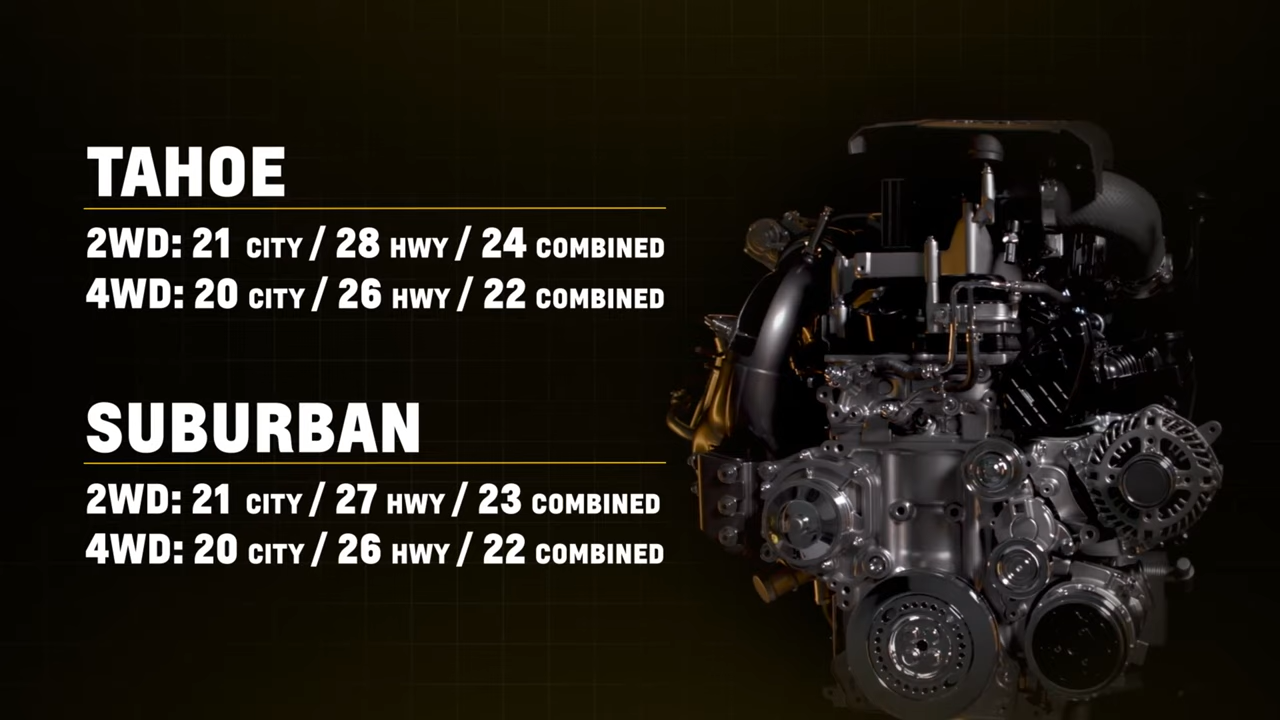 TAHOE
2WD: 21 CITY / 28 HWY / 24 COMBINED
4WD: 20 CITY / 26 HWY / 22 COMBINED
SUBURBAN
2WD: 21 CITY / 27 HWY / 23 COMBINED
4WD: 20 CITY / 26 HWY / 22 COMBINED